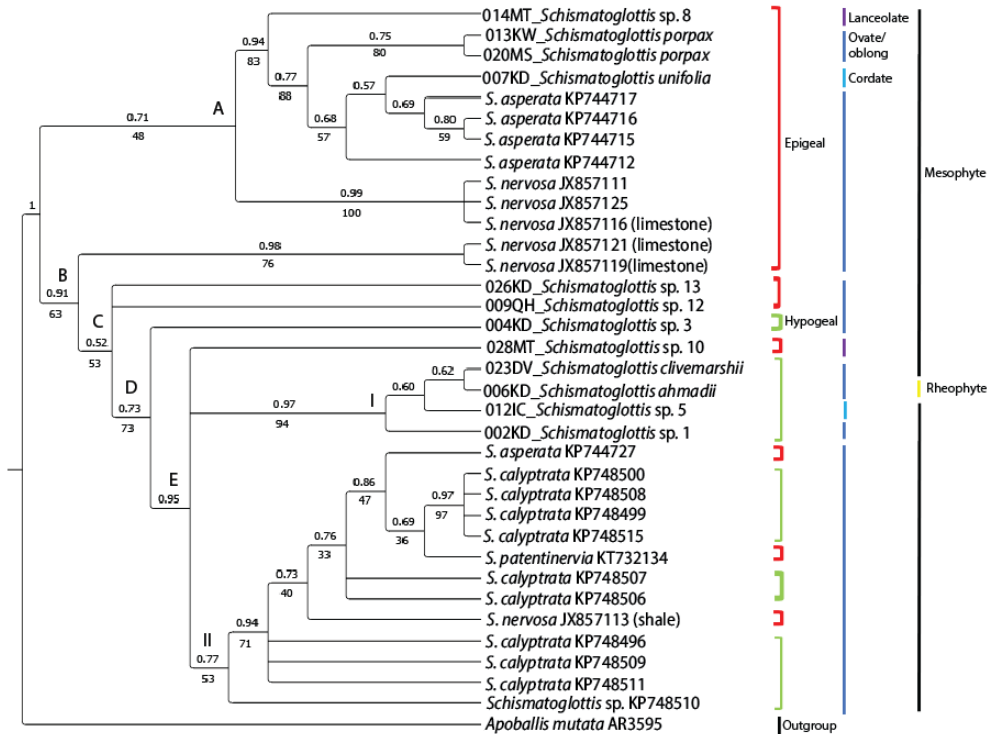 014MT_Schismatoglottis sp. 8
Lanceolate
0.94
83
0.75
80
013KW_Schismatoglottis porpax
020MS_Schismatoglottis porpax
Ovate/
oblong
0.77
88
007KD_Schismatoglottis unifolia
Cordate
0.57
0.69
S. asperata KP744717
A
0.71
48
0.68
57
0.80
59
S. asperata KP744716
S. asperata KP744715
Epigeal
S. asperata KP744712
Mesophyte
S. nervosa JX857111
0.99
100
S. nervosa JX857125
S. nervosa JX857116 (limestone)
1
S. nervosa JX857121 (limestone)
0.98
76
S. nervosa JX857119(limestone)
B
0.91
63
026KD_Schismatoglottis sp. 13
009QH_Schismatoglottis sp. 12
C
0.52
53
004KD_Schismatoglottis sp. 3
Hypogeal
028MT_Schismatoglottis sp. 10
023DV_Schismatoglottis clivemarshii
0.62
D
0.73
73
0.60
006KD_Schismatoglottis ahmadii
Rheophyte
I
0.97
94
012IC_Schismatoglottis sp. 5
002KD_Schismatoglottis sp. 1
S. asperata KP744727
E
0.95
0.86
47
S. calyptrata KP748500
0.97
97
S. calyptrata KP748508
S. calyptrata KP748499
0.69
36
S. calyptrata KP748515
0.76
33
S. patentinervia KT732134
S. calyptrata KP748507
0.73
40
S. calyptrata KP748506
S. nervosa JX857113 (shale)
0.94
71
S. calyptrata KP748496
II
0.77
53
S. calyptrata KP748509
S. calyptrata KP748511
Schismatoglottis sp. KP748510
Apoballis mutata AR3595
Outgroup